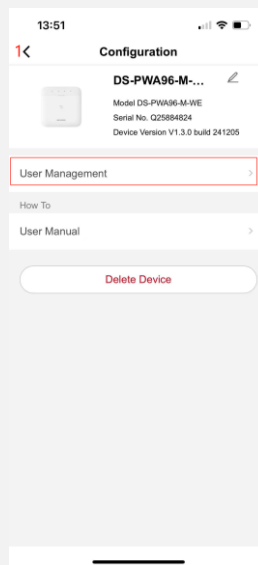 13:51
1
Configuration
DS-PWA96-M-...
Model DS-PWA96-M-WE
Serial No. Q25884824
Device Version V1.3.0 build 241205
User Management
How To
User Manual
Delete Device